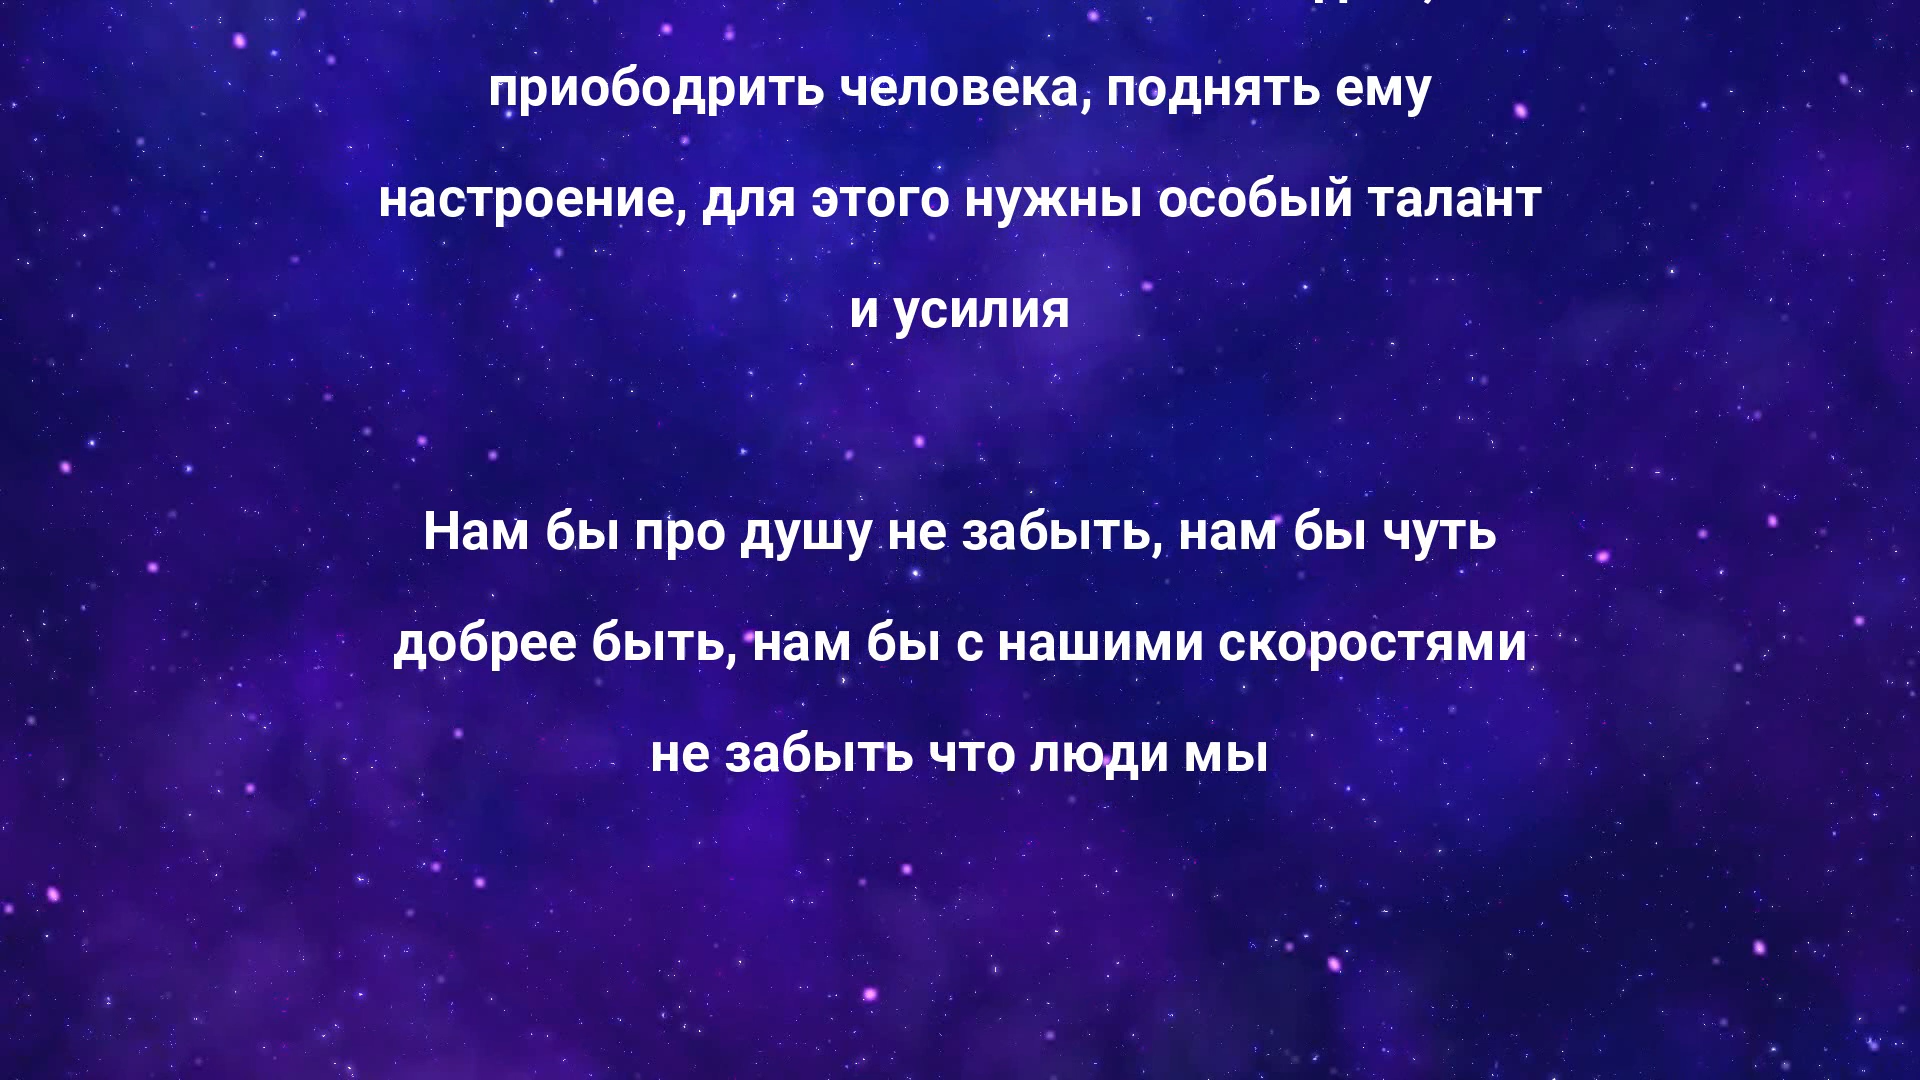 приободрить человека, поднять ему
настроение, для этого нужны особый талант
и усилия
Нам бы про душу не забыть, нам бы чуть
добрее быть, нам бы с нашими скоростями
не забыть что люди мы